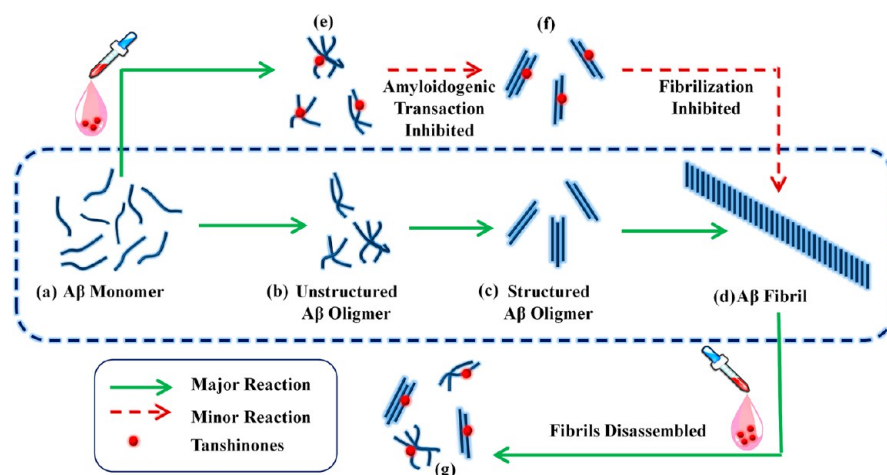 (e)
(f)
Amyloidogenic
Transaction
Inhibited
Fibrilization
Inhibited
(a) Aβ Monomer
(b) Unstructured
Aβ Oligmer
(c) Structured
Aβ Oligmer
(d) Aβ Fibril
Major Reaction
Minor Reaction
Tanshinones
Fibrils Disassembled
(g)